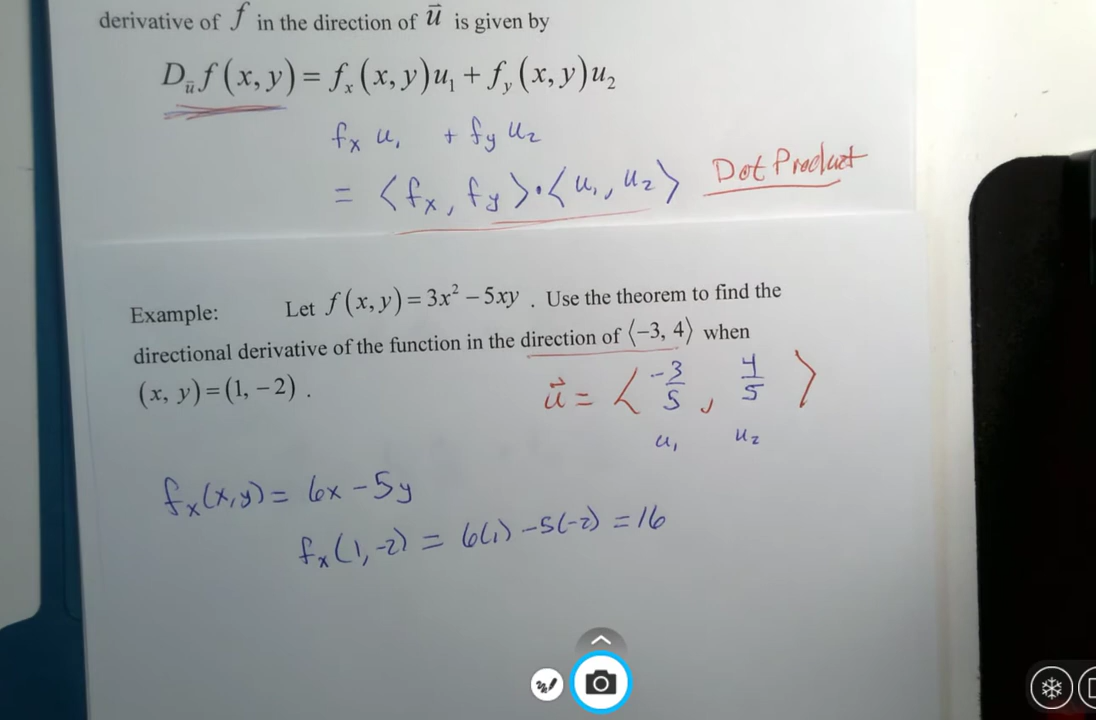 derivative of f in the direction of u⃗ is given by
D_u⃗ f(x, y) = f_x(x, y)u₁ + f_y(x, y)u₂
f_x u₁ + f_y u₂
= ⟨f_x, f_y⟩·⟨u₁, u₂⟩ Dot Product
Example: Let f(x, y) = 3x² − 5xy . Use the theorem to find the
directional derivative of the function in the direction of ⟨−3, 4⟩ when
(x, y) = (1, −2) .
u⃗ = ⟨−3/5, 4/5⟩
u₁ u₂
f_x(x,y) = 6x − 5y
f_x(1,−2) = 6(1) − 5(−2) = 16